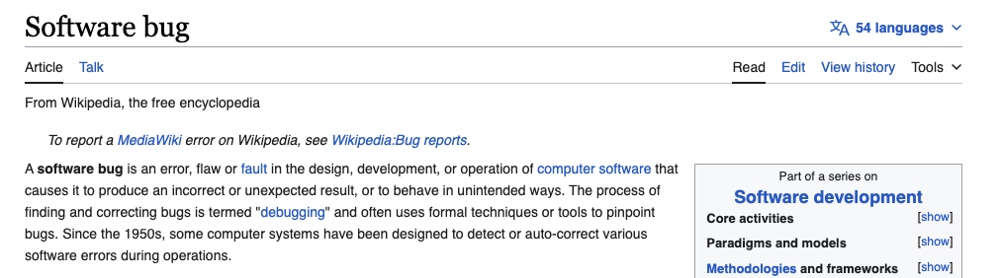 Software bug
54 languages
Article Talk
Read Edit View history Tools
From Wikipedia, the free encyclopedia
To report a MediaWiki error on Wikipedia, see Wikipedia:Bug reports.
A software bug is an error, flaw or fault in the design, development, or operation of computer software that
causes it to produce an incorrect or unexpected result, or to behave in unintended ways. The process of
finding and correcting bugs is termed "debugging" and often uses formal techniques or tools to pinpoint
bugs. Since the 1950s, some computer systems have been designed to detect or auto-correct various
software errors during operations.
Part of a series on
Software development
Core activities [show]
Paradigms and models [show]
Methodologies and frameworks [show]